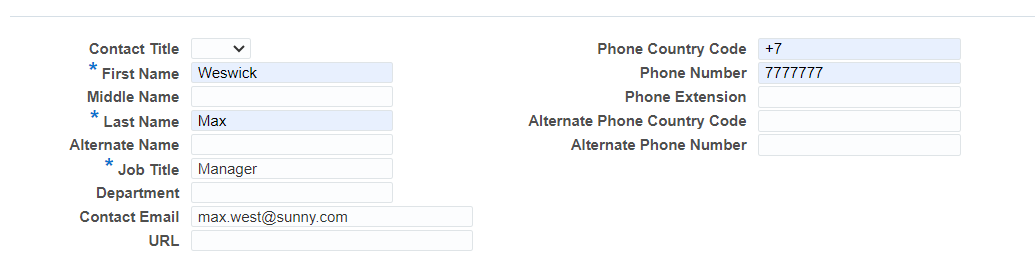 Contact Title
* First Name Weswick
Middle Name
* Last Name Max
Alternate Name
* Job Title Manager
Department
Contact Email max.west@sunny.com
URL
Phone Country Code +7
Phone Number 7777777
Phone Extension
Alternate Phone Country Code
Alternate Phone Number